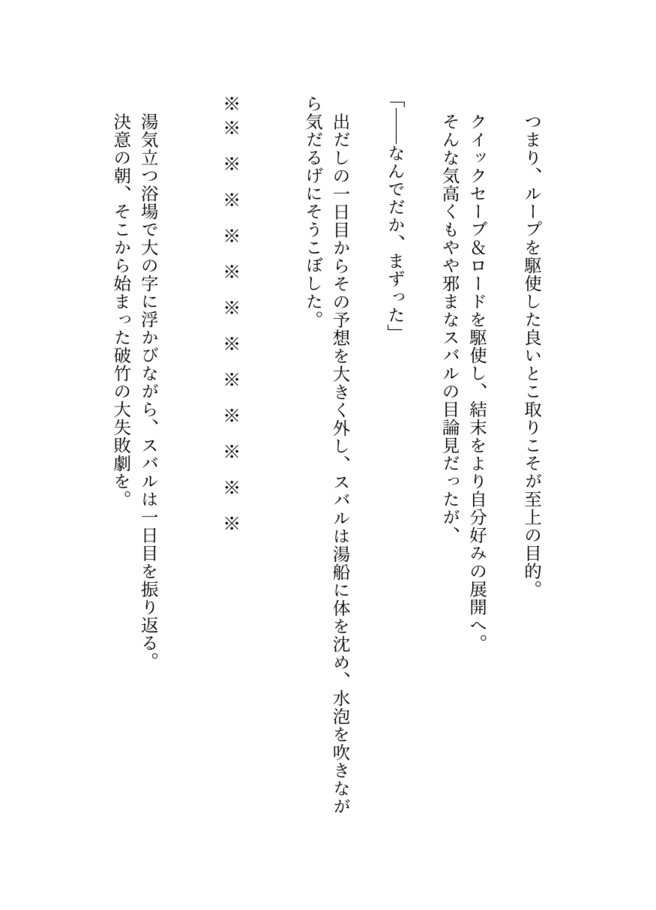 つまり、ループを駆使した良いとこ取りこそが至上の目的。
クイックセーブ&ロードを駆使し、結末をより自分好みの展開へ。
そんな気高くもやや邪まなスバルの目論見だったが、
「――なんでだか、まずった」
出だしの一日目からその予想を大きく外し、スバルは湯船に体を沈め、水泡を吹きなが
ら気だるげにそうこぼした。
※※　※　※　※　※　※　※　※　※　※　※　※
湯気立つ浴場で大の字に浮かびながら、スバルは一日目を振り返る。
決意の朝、そこから始まった破竹の大失敗劇を。